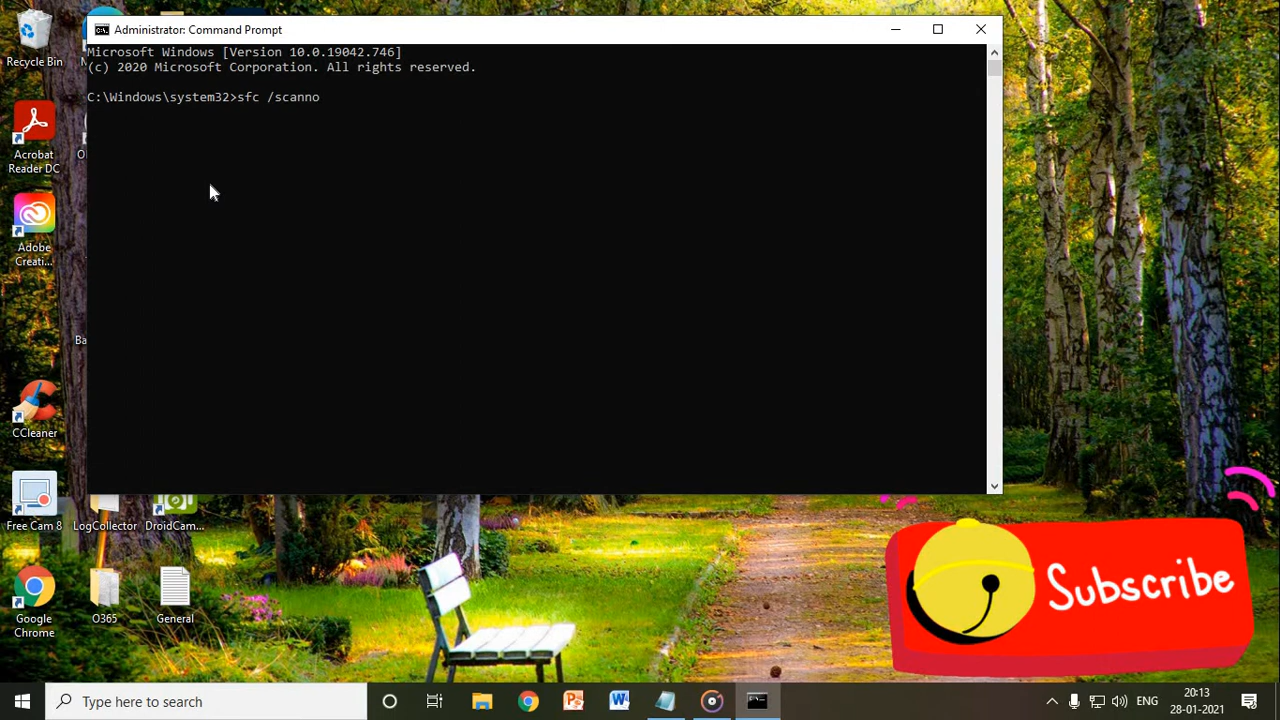 Administrator: Command Prompt
Microsoft Windows [Version 10.0.19042.746]
(c) 2020 Microsoft Corporation. All rights reserved.
C:\Windows\system32>sfc /scanno
Recycle Bin
Acrobat
Reader DC
Adobe
Creati...
Ba
CCleaner
Free Cam 8
LogCollector
DroidCam...
Google
Chrome
O365
General
Subscribe
Type here to search
ENG
20:13
28-01-2021